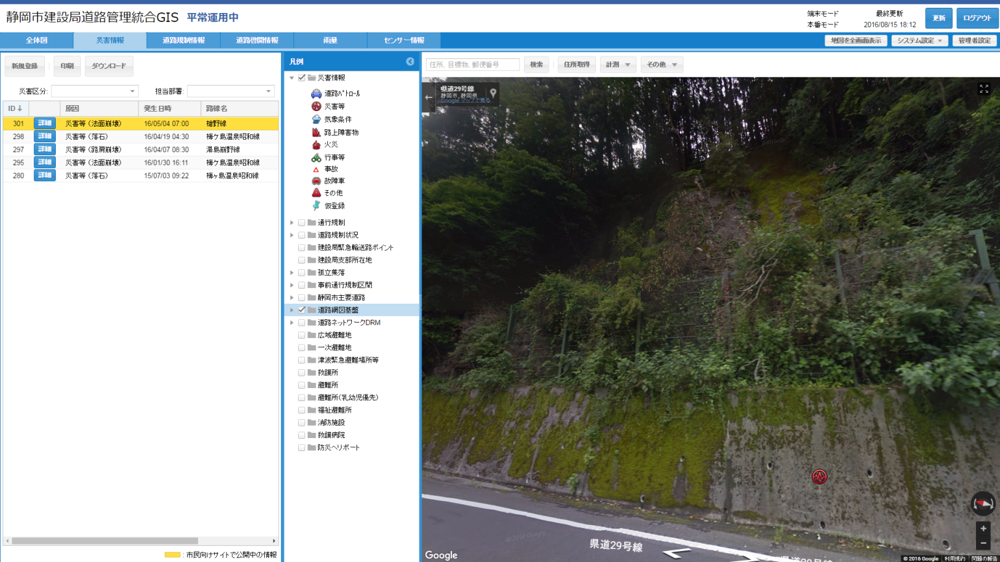 静岡市建設局道路管理統合GIS 平常運用中
端末モード
本番モード
最終更新
2016/08/15 18:12
更新
ログアウト
全体図 災害情報 道路規制情報 道路啓開情報 雨量 センサー情報
地図を全画面表示 システム設定 管理者設定
新規登録 印刷 ダウンロード
災害区分: 担当部署:
ID 原因 発生日時 路線名
301 詳細 災害等（法面崩壊） 16/05/04 07:00 楢野線
298 詳細 災害等（落石） 16/04/19 04:30 梅ケ島温泉昭和線
297 詳細 災害等（路肩崩壊） 16/04/07 08:30 湯島崩野線
295 詳細 災害等（法面崩壊） 16/01/30 16:11 梅ケ島温泉昭和線
280 詳細 災害等（落石） 15/07/03 09:22 梅ヶ島温泉昭和線
：市民向けサイトで公開中の情報
凡例
災害情報
道路ﾊﾟﾄﾛｰﾙ
災害等
気象条件
路上障害物
火災
行事等
事故
故障車
その他
仮登録
通行規制
道路規制状況
建設局緊急輸送路ポイント
建設局支部所在地
孤立集落
事前通行規制区間
静岡市主要道路
道路網図基盤
道路ネットワークDRM
広域避難地
一次避難地
津波緊急避難場所等
救護所
避難所
避難所（乳幼児優先）
福祉避難所
消防施設
救護病院
防災ヘリポート
住所、目標物、郵便番号 検索 住所取得 計測 その他
県道29号線
静岡市, 静岡県
Google マップで見る
© 2016 Google
県道29号線
県道29号線
Google
© 2016 Google 利用規約 問題の報告